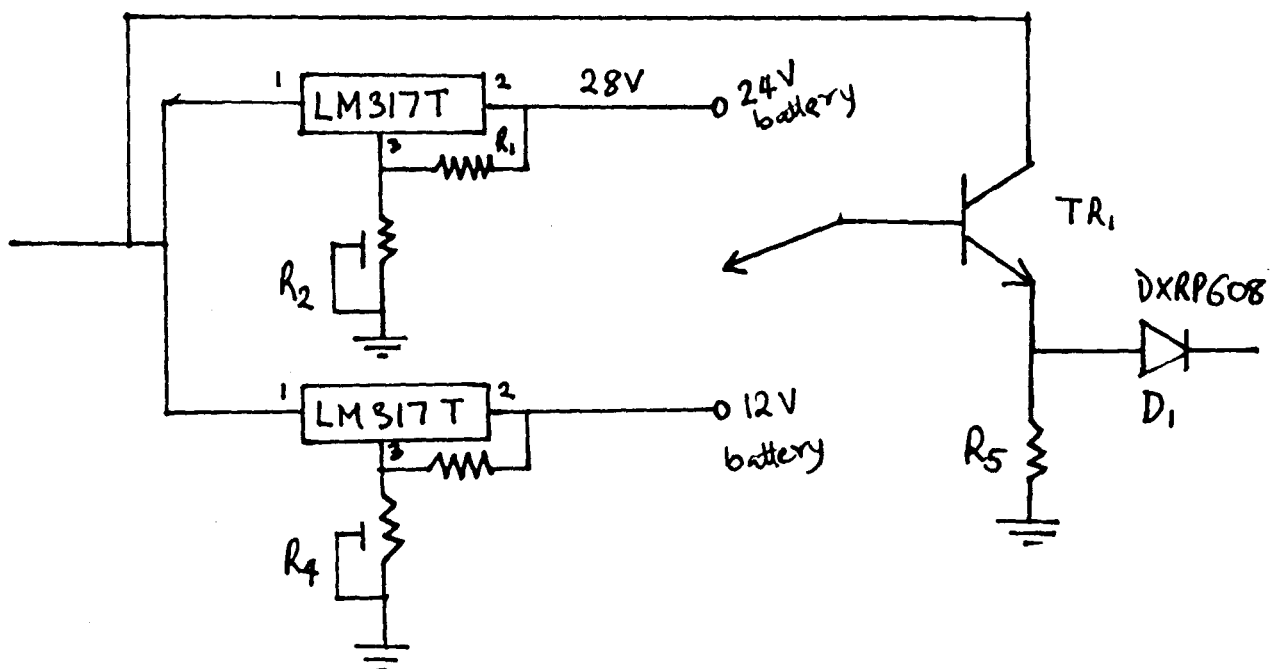 1
LM317T
2
28V
24V
battery
3
R1
R2
TR1
DXRP608
D1
1
LM317T
2
12V
battery
3
R4
R5